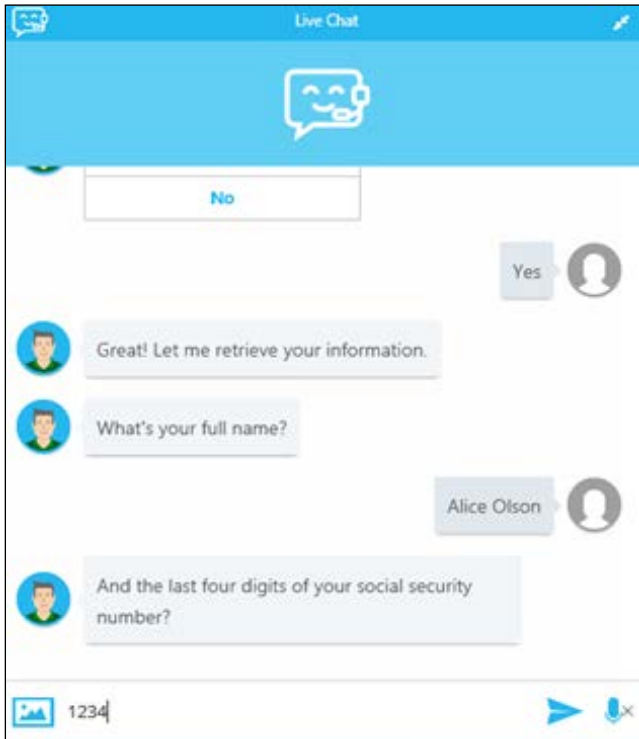 Live Chat
No
Yes
Great! Let me retrieve your information.
What's your full name?
Alice Olson
And the last four digits of your social security
number?
1234